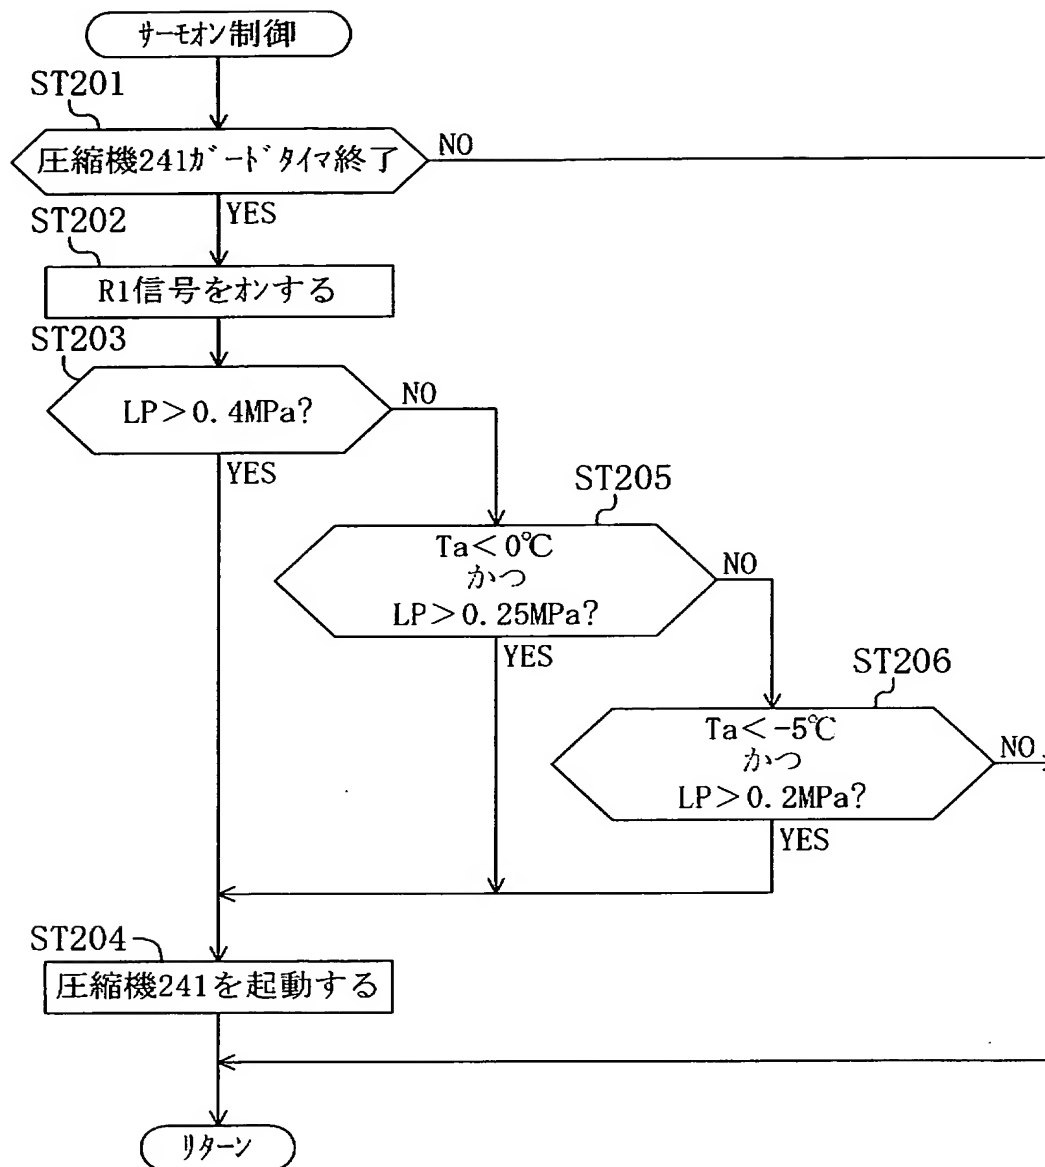 サーモオン制御
ST201
圧縮機241ガードタイマ終了
NO
YES
ST202
R1信号をオンする
ST203
LP＞0.4MPa?
NO
YES
ST205
Ta＜0℃
かつ
LP＞0.25MPa?
NO
YES
ST206
Ta＜-5℃
かつ
LP＞0.2MPa?
NO
YES
ST204
圧縮機241を起動する
リターン